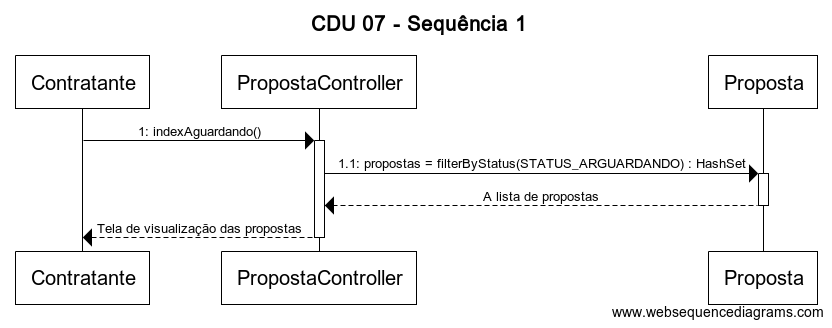 CDU 07 - Sequência 1
Contratante
PropostaController
Proposta
1: indexAguardando()
1.1: propostas = filterByStatus(STATUS_ARGUARDANDO) : HashSet
A lista de propostas
Tela de visualização das propostas
Contratante
PropostaController
Proposta
www.websequencediagrams.com